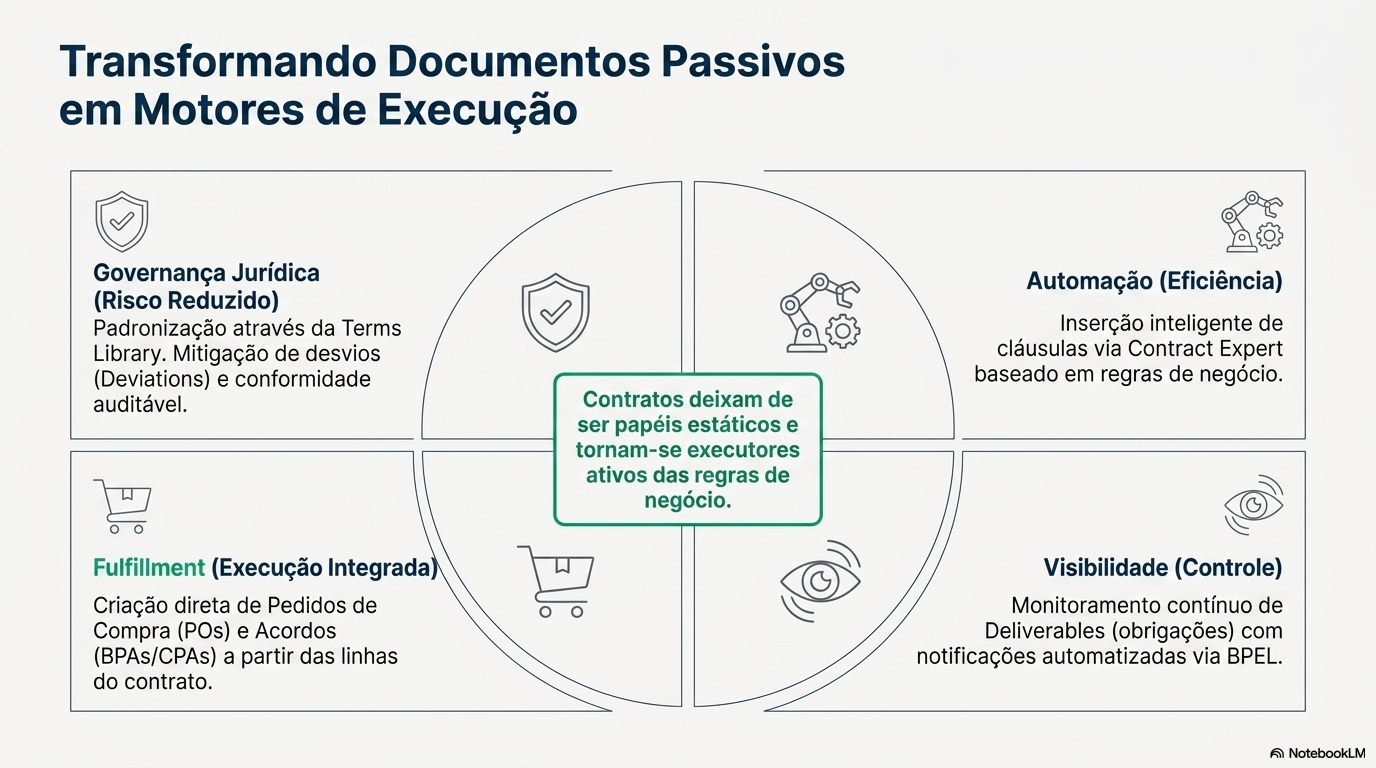 Transformando Documentos Passivos
em Motores de Execução
Governança Jurídica
(Risco Reduzido)
Padronização através da Terms
Library. Mitigação de desvios
(Deviations) e conformidade
auditável.
Automação (Eficiência)
Inserção inteligente de
cláusulas via Contract Expert
baseado em regras de negócio.
Contratos deixam de
ser papéis estáticos e
tornam-se executores
ativos das regras de
negócio.
Fulfillment (Execução Integrada)
Criação direta de Pedidos de
Compra (POs) e Acordos
(BPAs/CPAs) a partir das linhas
do contrato.
Visibilidade (Controle)
Monitoramento contínuo de
Deliverables (obrigações) com
notificações automatizadas via BPEL.
NotebookLM